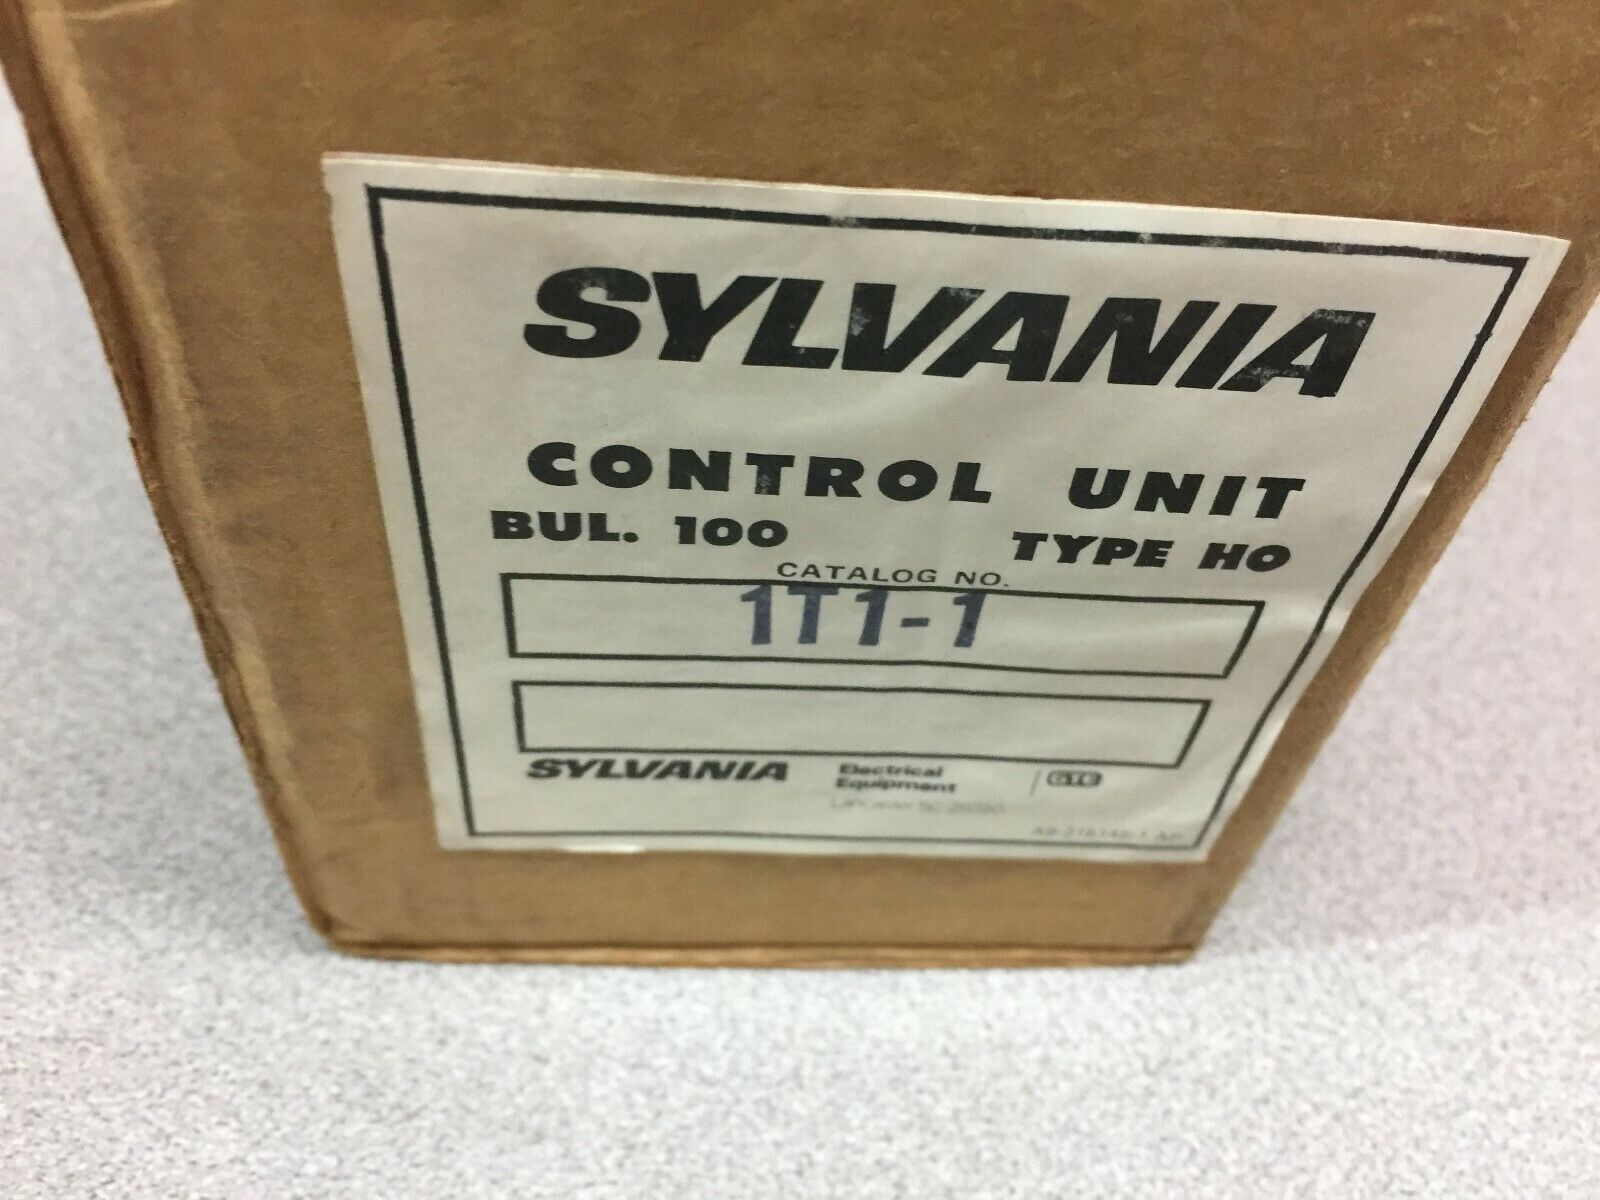 SYLVANIA
CONTROL UNIT
BUL. 100 TYPE HO
CATALOG NO.
1T1-1
SYLVANIA Electrical Equipment GTE